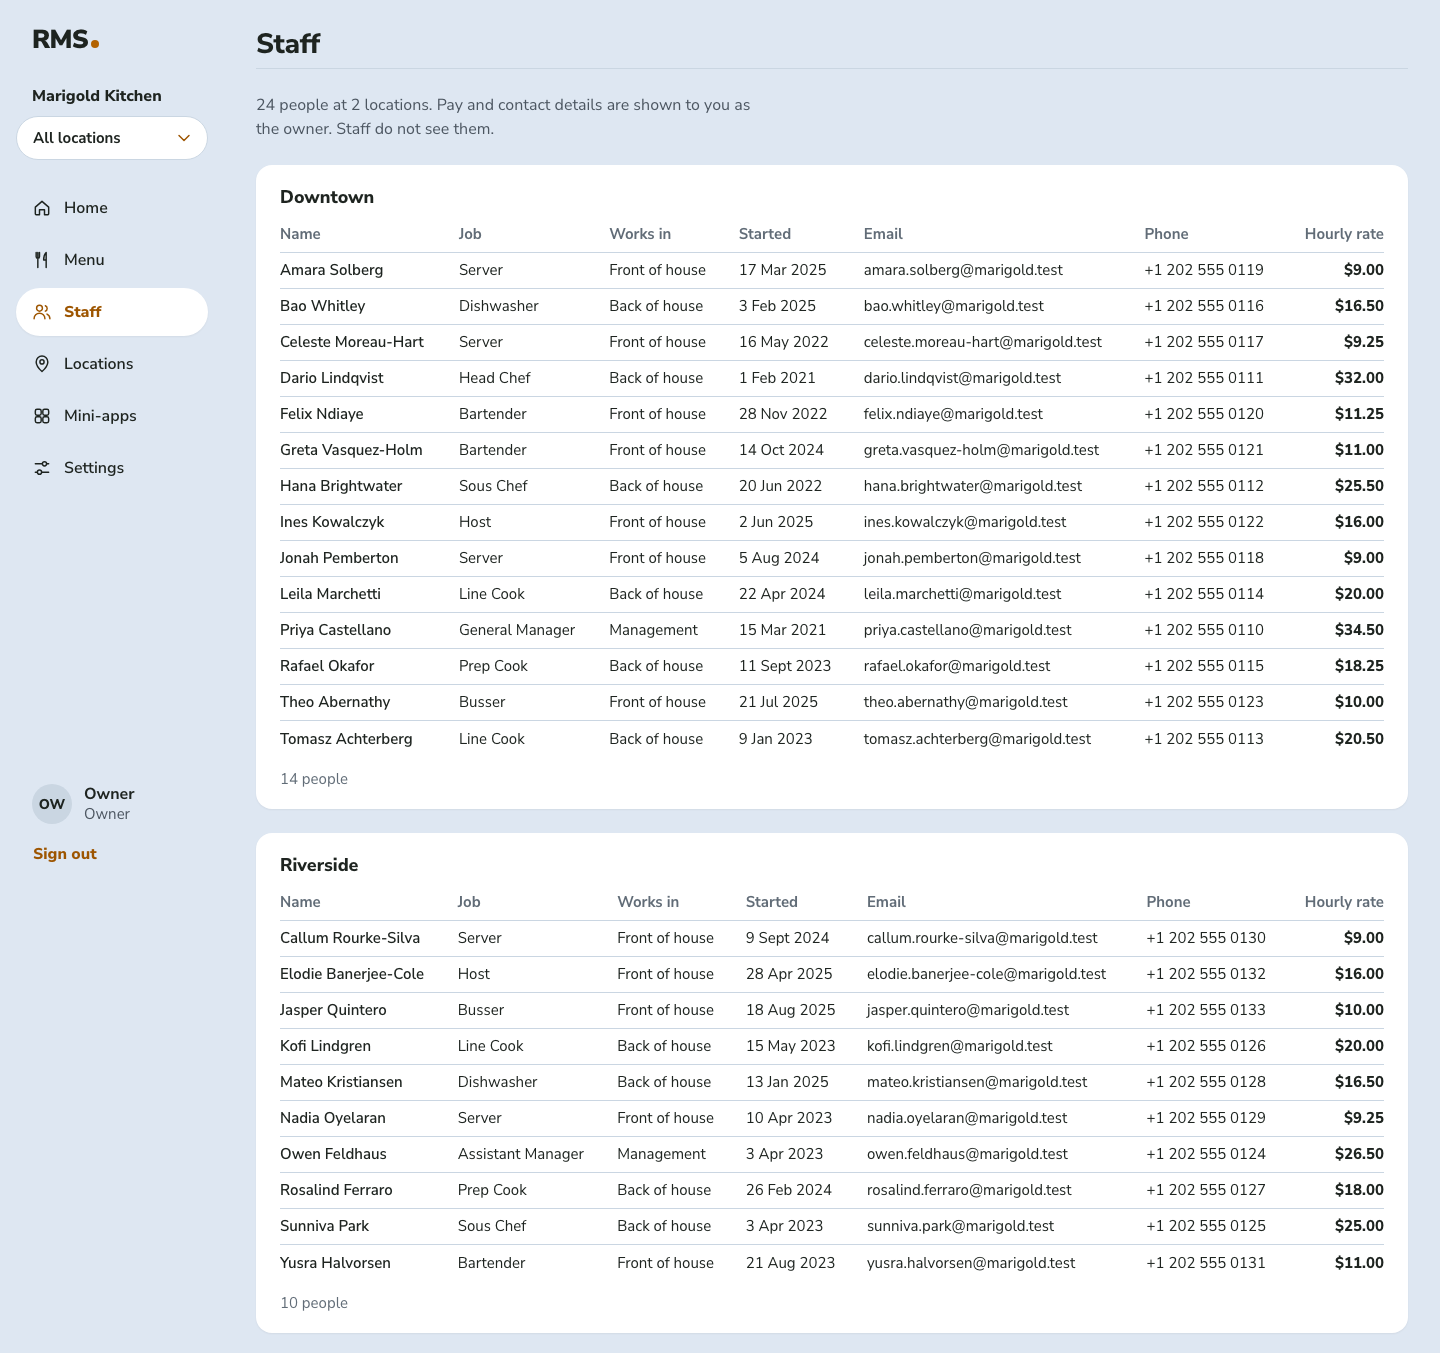 RMS.
Marigold Kitchen
All locations
Home
Menu
Staff
Locations
Mini-apps
Settings
OW
Owner
Owner
Sign out
Staff
24 people at 2 locations. Pay and contact details are shown to you as
the owner. Staff do not see them.
Downtown
Name Job Works in Started Email Phone Hourly rate
Amara Solberg Server Front of house 17 Mar 2025 amara.solberg@marigold.test +1 202 555 0119 $9.00
Bao Whitley Dishwasher Back of house 3 Feb 2025 bao.whitley@marigold.test +1 202 555 0116 $16.50
Celeste Moreau-Hart Server Front of house 16 May 2022 celeste.moreau-hart@marigold.test +1 202 555 0117 $9.25
Dario Lindqvist Head Chef Back of house 1 Feb 2021 dario.lindqvist@marigold.test +1 202 555 0111 $32.00
Felix Ndiaye Bartender Front of house 28 Nov 2022 felix.ndiaye@marigold.test +1 202 555 0120 $11.25
Greta Vasquez-Holm Bartender Front of house 14 Oct 2024 greta.vasquez-holm@marigold.test +1 202 555 0121 $11.00
Hana Brightwater Sous Chef Back of house 20 Jun 2022 hana.brightwater@marigold.test +1 202 555 0112 $25.50
Ines Kowalczyk Host Front of house 2 Jun 2025 ines.kowalczyk@marigold.test +1 202 555 0122 $16.00
Jonah Pemberton Server Front of house 5 Aug 2024 jonah.pemberton@marigold.test +1 202 555 0118 $9.00
Leila Marchetti Line Cook Back of house 22 Apr 2024 leila.marchetti@marigold.test +1 202 555 0114 $20.00
Priya Castellano General Manager Management 15 Mar 2021 priya.castellano@marigold.test +1 202 555 0110 $34.50
Rafael Okafor Prep Cook Back of house 11 Sept 2023 rafael.okafor@marigold.test +1 202 555 0115 $18.25
Theo Abernathy Busser Front of house 21 Jul 2025 theo.abernathy@marigold.test +1 202 555 0123 $10.00
Tomasz Achterberg Line Cook Back of house 9 Jan 2023 tomasz.achterberg@marigold.test +1 202 555 0113 $20.50
14 people
Riverside
Name Job Works in Started Email Phone Hourly rate
Callum Rourke-Silva Server Front of house 9 Sept 2024 callum.rourke-silva@marigold.test +1 202 555 0130 $9.00
Elodie Banerjee-Cole Host Front of house 28 Apr 2025 elodie.banerjee-cole@marigold.test +1 202 555 0132 $16.00
Jasper Quintero Busser Front of house 18 Aug 2025 jasper.quintero@marigold.test +1 202 555 0133 $10.00
Kofi Lindgren Line Cook Back of house 15 May 2023 kofi.lindgren@marigold.test +1 202 555 0126 $20.00
Mateo Kristiansen Dishwasher Back of house 13 Jan 2025 mateo.kristiansen@marigold.test +1 202 555 0128 $16.50
Nadia Oyelaran Server Front of house 10 Apr 2023 nadia.oyelaran@marigold.test +1 202 555 0129 $9.25
Owen Feldhaus Assistant Manager Management 3 Apr 2023 owen.feldhaus@marigold.test +1 202 555 0124 $26.50
Rosalind Ferraro Prep Cook Back of house 26 Feb 2024 rosalind.ferraro@marigold.test +1 202 555 0127 $18.00
Sunniva Park Sous Chef Back of house 3 Apr 2023 sunniva.park@marigold.test +1 202 555 0125 $25.00
Yusra Halvorsen Bartender Front of house 21 Aug 2023 yusra.halvorsen@marigold.test +1 202 555 0131 $11.00
10 people